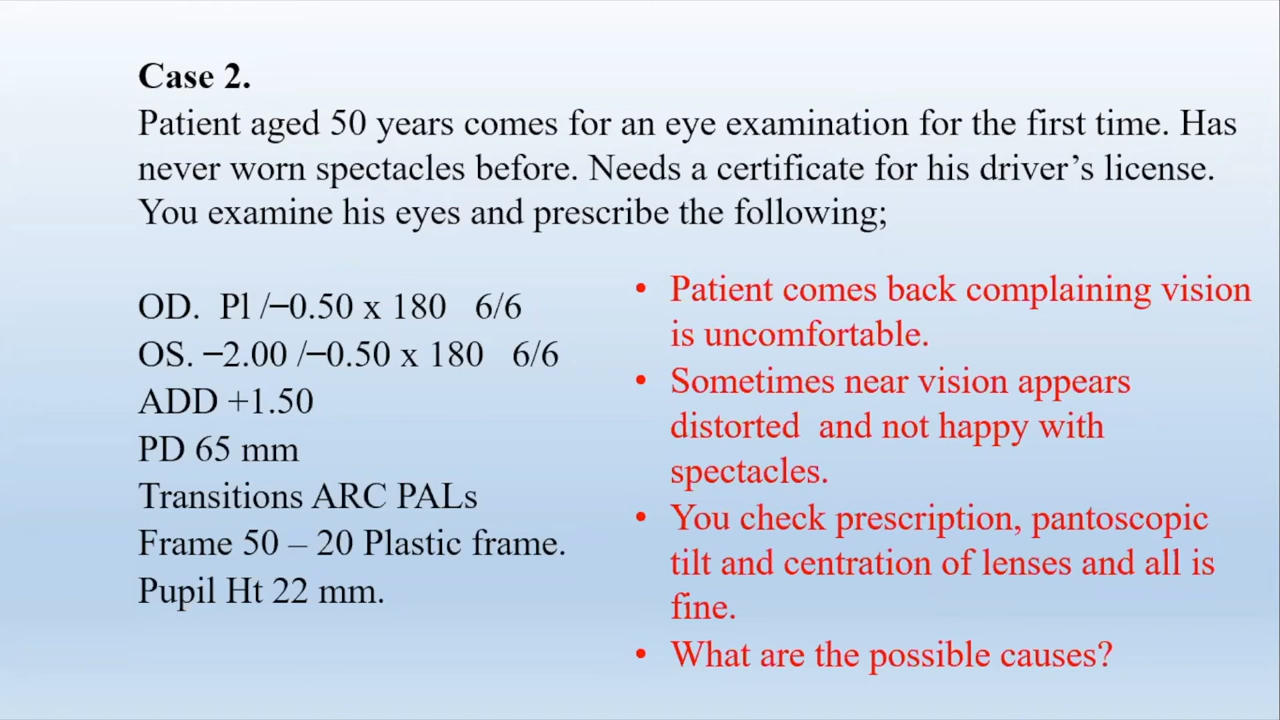 Case 2.
Patient aged 50 years comes for an eye examination for the first time. Has
never worn spectacles before. Needs a certificate for his driver’s license.
You examine his eyes and prescribe the following;
OD.  Pl /−0.50 x 180   6/6
OS. −2.00 /−0.50 x 180   6/6
ADD +1.50
PD 65 mm
Transitions ARC PALs
Frame 50 – 20 Plastic frame.
Pupil Ht 22 mm.
• Patient comes back complaining vision
is uncomfortable.
• Sometimes near vision appears
distorted  and not happy with
spectacles.
• You check prescription, pantoscopic
tilt and centration of lenses and all is
fine.
• What are the possible causes?